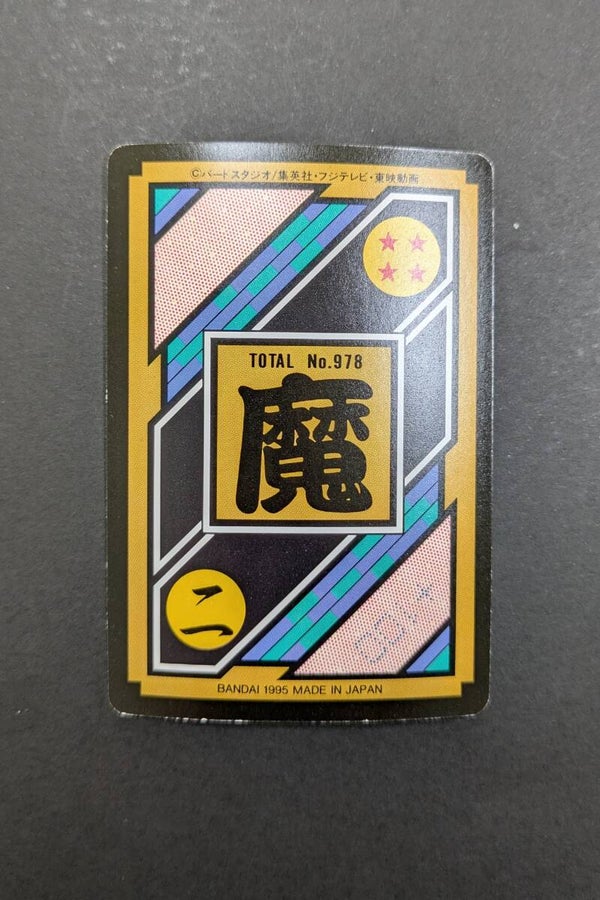 ©バードスタジオ/集英社・フジテレビ・東映動画
TOTAL No.978
魔
二
BANDAI 1995 MADE IN JAPAN